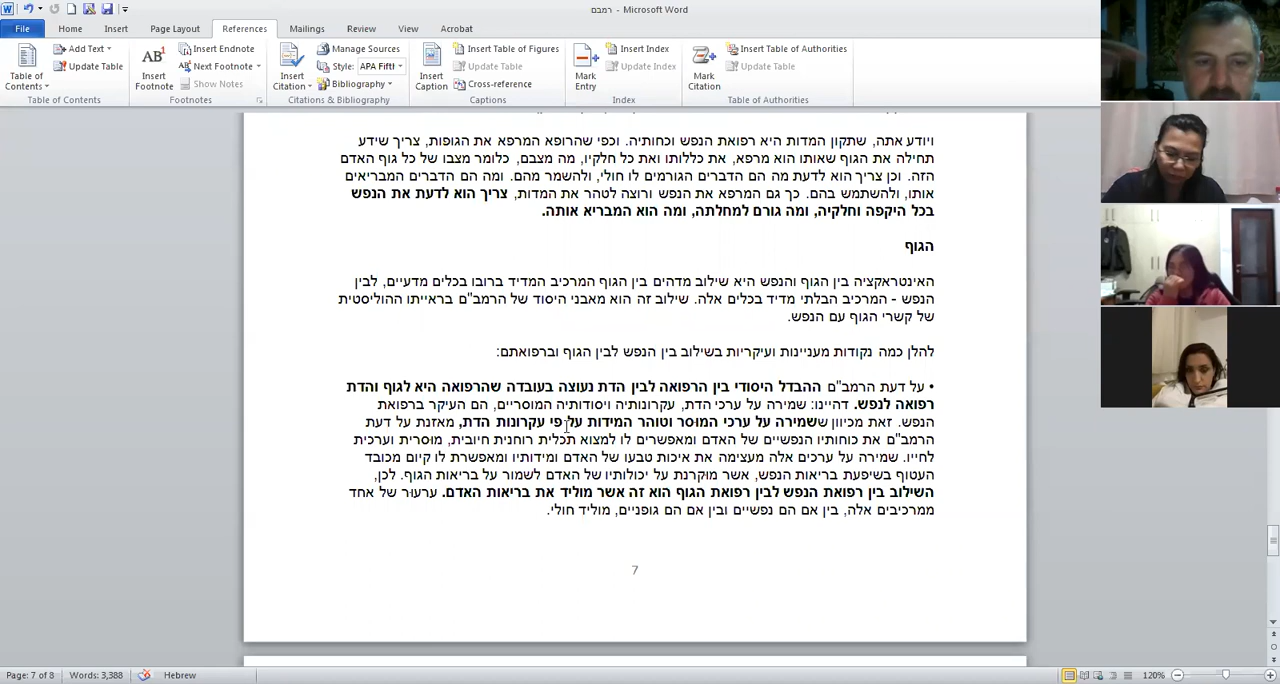 רמבם - Microsoft Word
File Home Insert Page Layout References Mailings Review View Acrobat
Table of Contents
Add Text
Update Table
Table of Contents
AB¹
Insert Footnote
Insert Endnote
Next Footnote
Show Notes
Footnotes
Insert Citation
Manage Sources
Style: APA Fiftl
Bibliography
Citations & Bibliography
Insert Caption
Insert Table of Figures
Update Table
Cross-reference
Captions
Mark Entry
Insert Index
Update Index
Index
Mark Citation
Insert Table of Authorities
Update Table
Table of Authorities
ויודע אתה, שתקון המדות היא רפואת הנפש וכחותיה. וכפי שהרופא המרפא את הגופות, צריך שידע
תחילה את הגוף שאותו הוא מרפא, את כללותו ואת כל חלקיו, מה מצבם, כלומר מצבו של כל גוף האדם
הזה. וכן צריך הוא לדעת מה הם הדברים הגורמים לו חולי, ולהשמר מהם. ומה הם הדברים המבריאים
אותו, ולהשתמש בהם. כך גם המרפא את הנפש ורוצה לטהר את המדות, צריך הוא לדעת את הנפש
בכל היקפה וחלקיה, ומה גורם למחלתה, ומה הוא המבריא אותה.
הגוף
האינטראקציה בין הגוף והנפש היא שילוב מדהים בין הגוף המרכיב המדיד ברובו בכלים מדעיים, לבין
הנפש - המרכיב הבלתי מדיד בכלים אלה. שילוב זה הוא מאבני היסוד של הרמב"ם בראייתו ההוליסטית
של קשרי הגוף עם הנפש.
להלן כמה נקודות מעניינות ועיקריות בשילוב בין הנפש לבין הגוף וברפואתם:
• על דעת הרמב"ם ההבדל היסודי בין הרפואה לבין הדת נעוצה בעובדה שהרפואה היא לגוף והדת
רפואה לנפש. דהיינו: שמירה על ערכי הדת, עקרונותיה ויסודותיה המוסריים, הם העיקר ברפואת
הנפש. זאת מכיוון ששמירה על ערכי המוסר וטוהר המידות על פי עקרונות הדת, מאזנת על דעת
הרמב"ם את כוחותיו הנפשיים של האדם ומאפשרים לו למצוא תכלית רוחנית חיובית, מוסרית וערכית
לחייו. שמירה על ערכים אלה מעצימה את איכות טבעו של האדם ומידותיו ומאפשרת לו קיום מכובד
העטוף בשיפעת בריאות הנפש, אשר מוקרנת על יכולותיו של האדם לשמור על בריאות הגוף. לכן,
השילוב בין רפואת הנפש לבין רפואת הגוף הוא זה אשר מוליד את בריאות האדם. ערעור של אחד
ממרכיבים אלה, בין אם הם נפשיים ובין אם הם גופניים, מוליד חולי.
7
Page: 7 of 8 Words: 3,388 Hebrew 120%